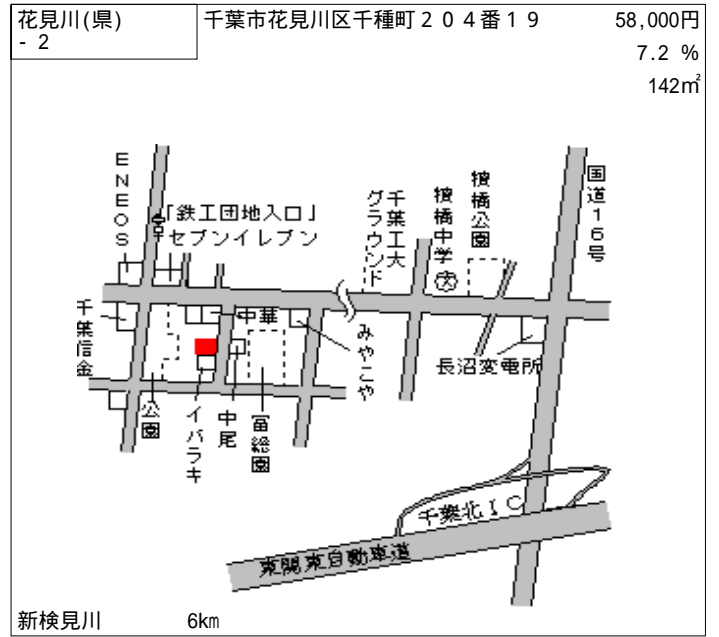 花見川(県)
- 2
千葉市花見川区千種町２０４番１９
58,000円
7.2 %
142㎡
ENEOS
「鉄工団地入口」
セブンイレブン
千葉工大
グラウンド
犢橋中学
文
犢橋公園
国道１６号
千葉信金
中華
みやこや
長沼変電所
公園
イバラキ
中尾
冨総園
千葉北ＩＣ
東関東自動車道
新検見川
6km